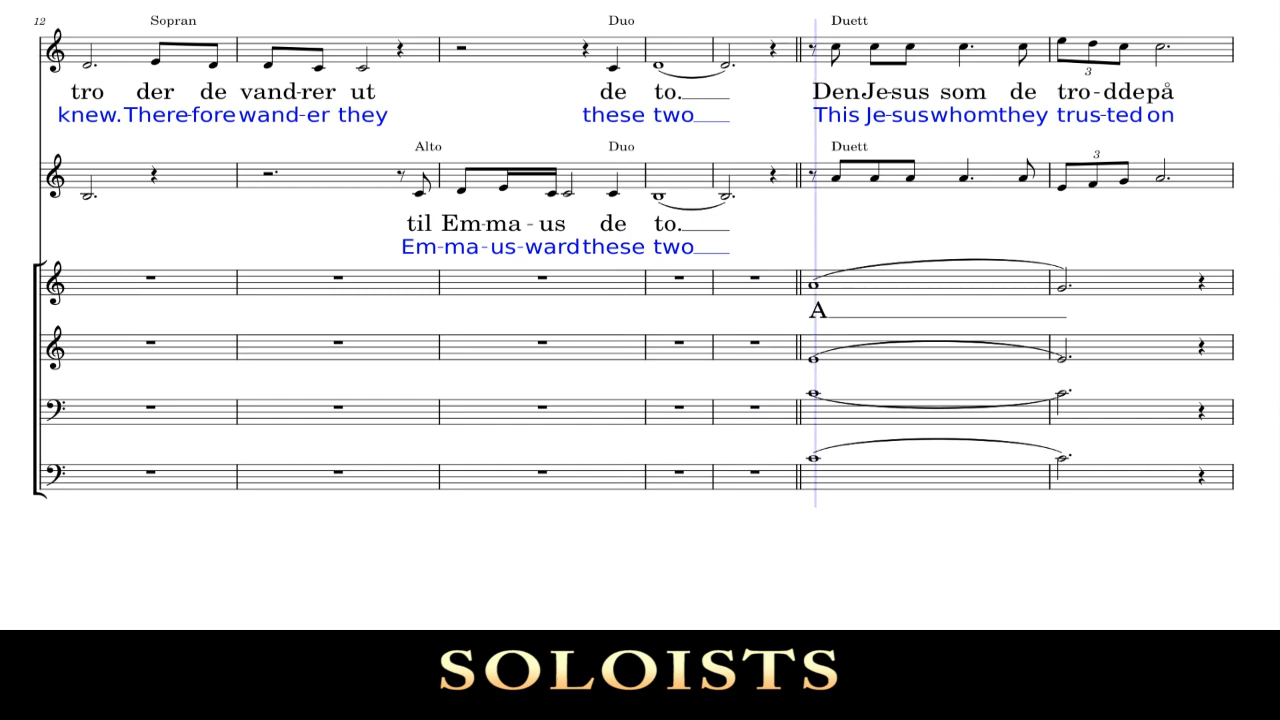 12 Sopran Duo Duett
tro der de vand-rer ut de to. Den Je-sus som de tro-dde på
knew. There-fore wand-er they these two This Je-sus whom they trus-ted on
3
Alto Duo Duett
3
til Em-ma-us de to.
Em-ma-us-ward these two
A
SOLOISTS